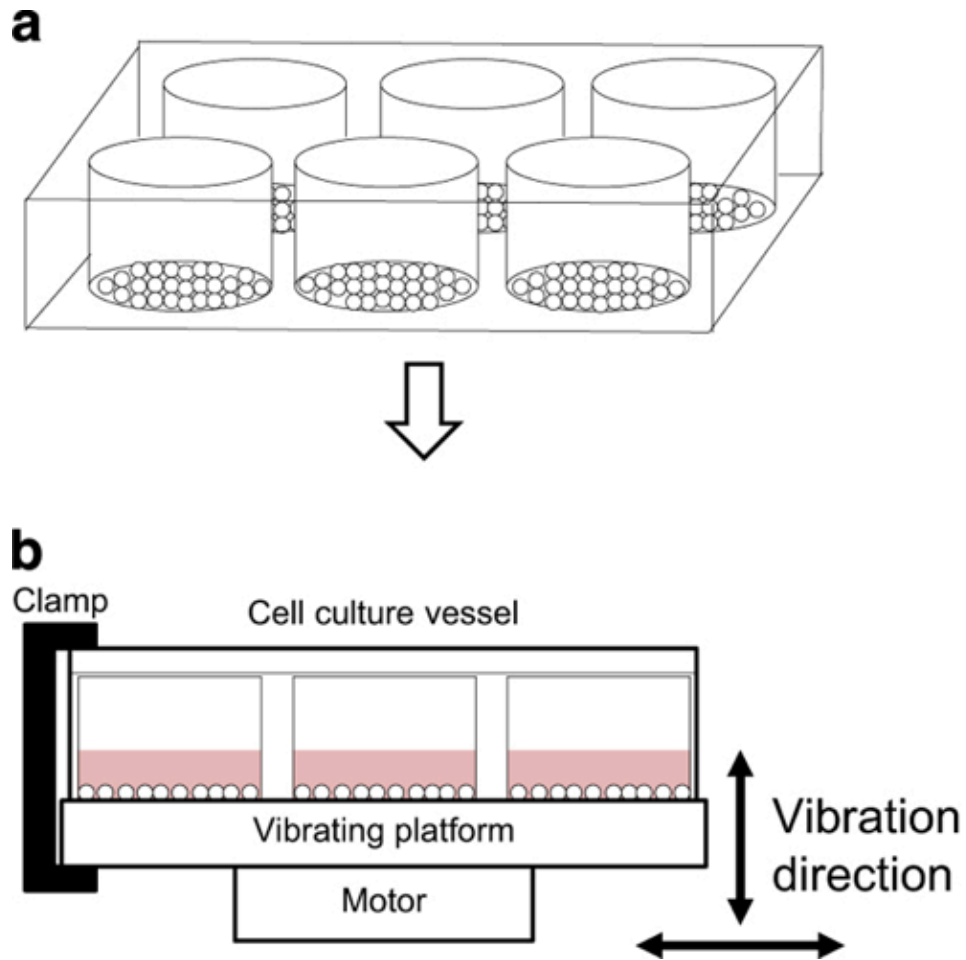 a
b
Clamp
Cell culture vessel
Vibrating platform
Motor
Vibration
direction